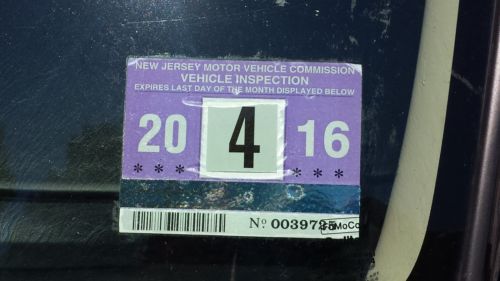 NEW JERSEY MOTOR VEHICLE COMMISSION
VEHICLE INSPECTION
EXPIRES LAST DAY OF THE MONTH DISPLAYED BELOW
20 4 16
* * * * * *
Nº 0039725
FoMoCo